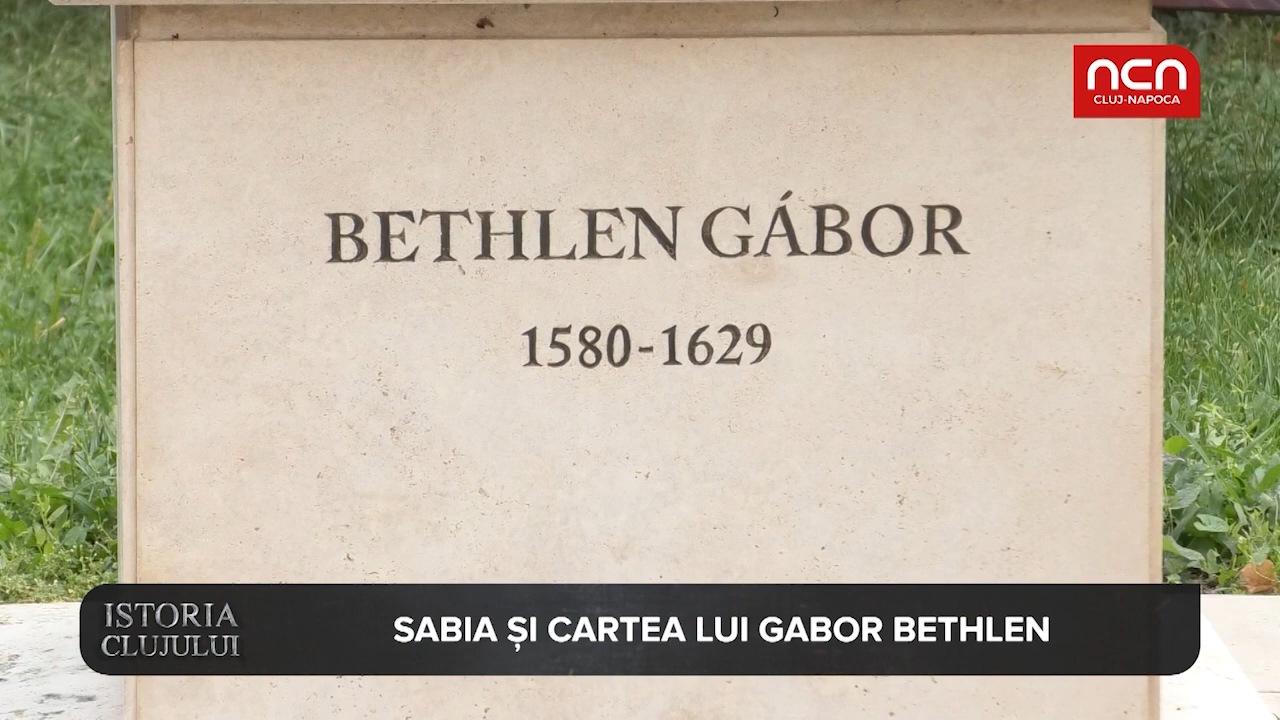 ncn
CLUJ-NAPOCA
BETHLEN GÁBOR
1580-1629
ISTORIA
CLUJULUI
SABIA ȘI CARTEA LUI GABOR BETHLEN